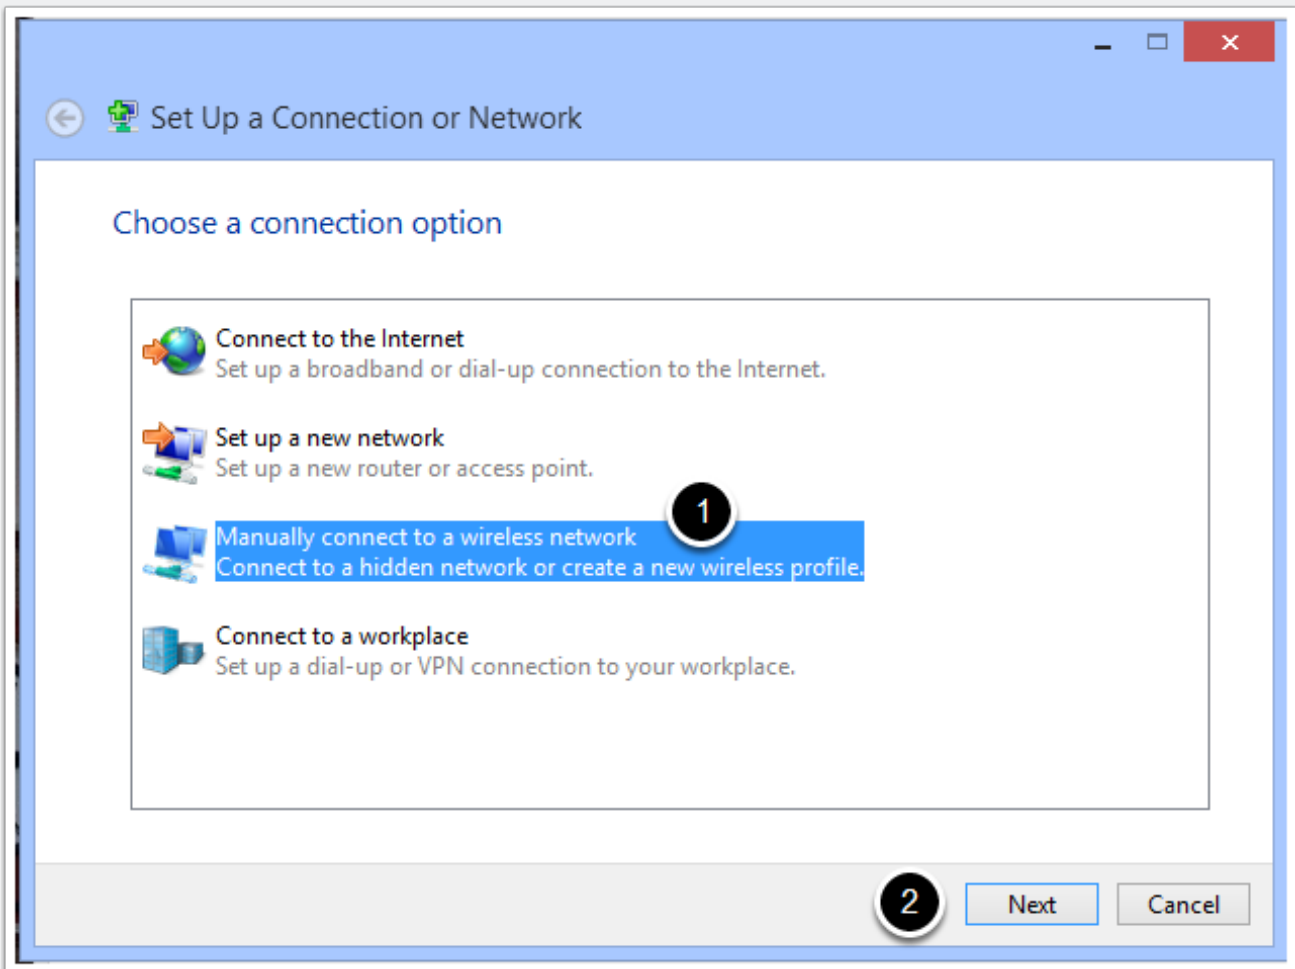 Set Up a Connection or Network
Choose a connection option
Connect to the Internet
Set up a broadband or dial-up connection to the Internet.
Set up a new network
Set up a new router or access point.
1
Manually connect to a wireless network
Connect to a hidden network or create a new wireless profile.
Connect to a workplace
Set up a dial-up or VPN connection to your workplace.
2 Next Cancel